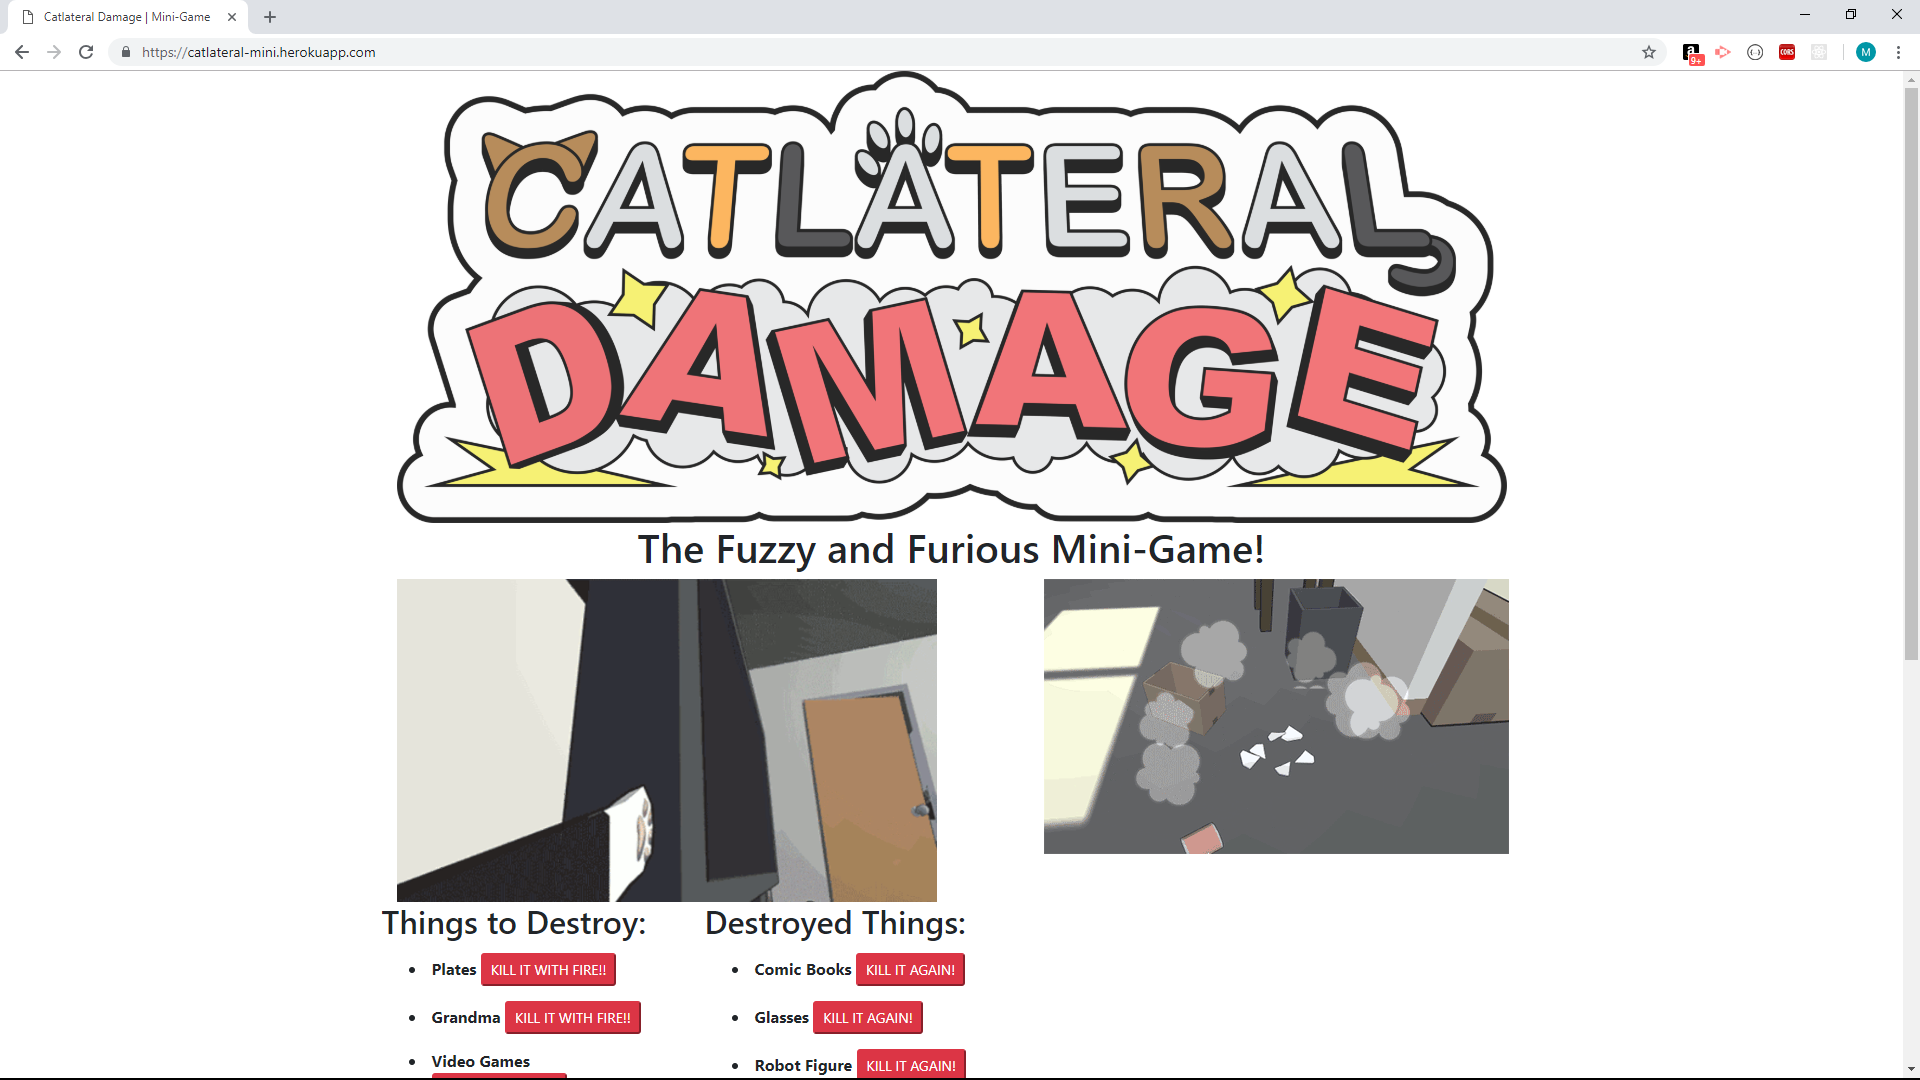 Catlateral Damage | Mini-Game
https://catlateral-mini.herokuapp.com
a
9+
CORS
M
CATLATERAL
DAMAGE
The Fuzzy and Furious Mini-Game!
Things to Destroy:
Destroyed Things:
Plates KILL IT WITH FIRE!!
Comic Books KILL IT AGAIN!
Grandma KILL IT WITH FIRE!!
Glasses KILL IT AGAIN!
Video Games
Robot Figure KILL IT AGAIN!